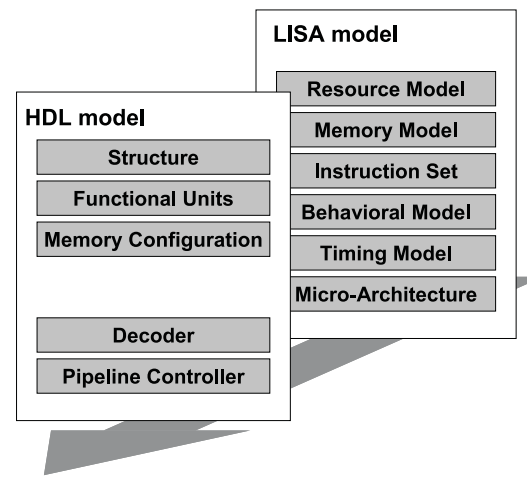 LISA model
Resource Model
Memory Model
Instruction Set
Behavioral Model
Timing Model
Micro-Architecture
HDL model
Structure
Functional Units
Memory Configuration
Decoder
Pipeline Controller